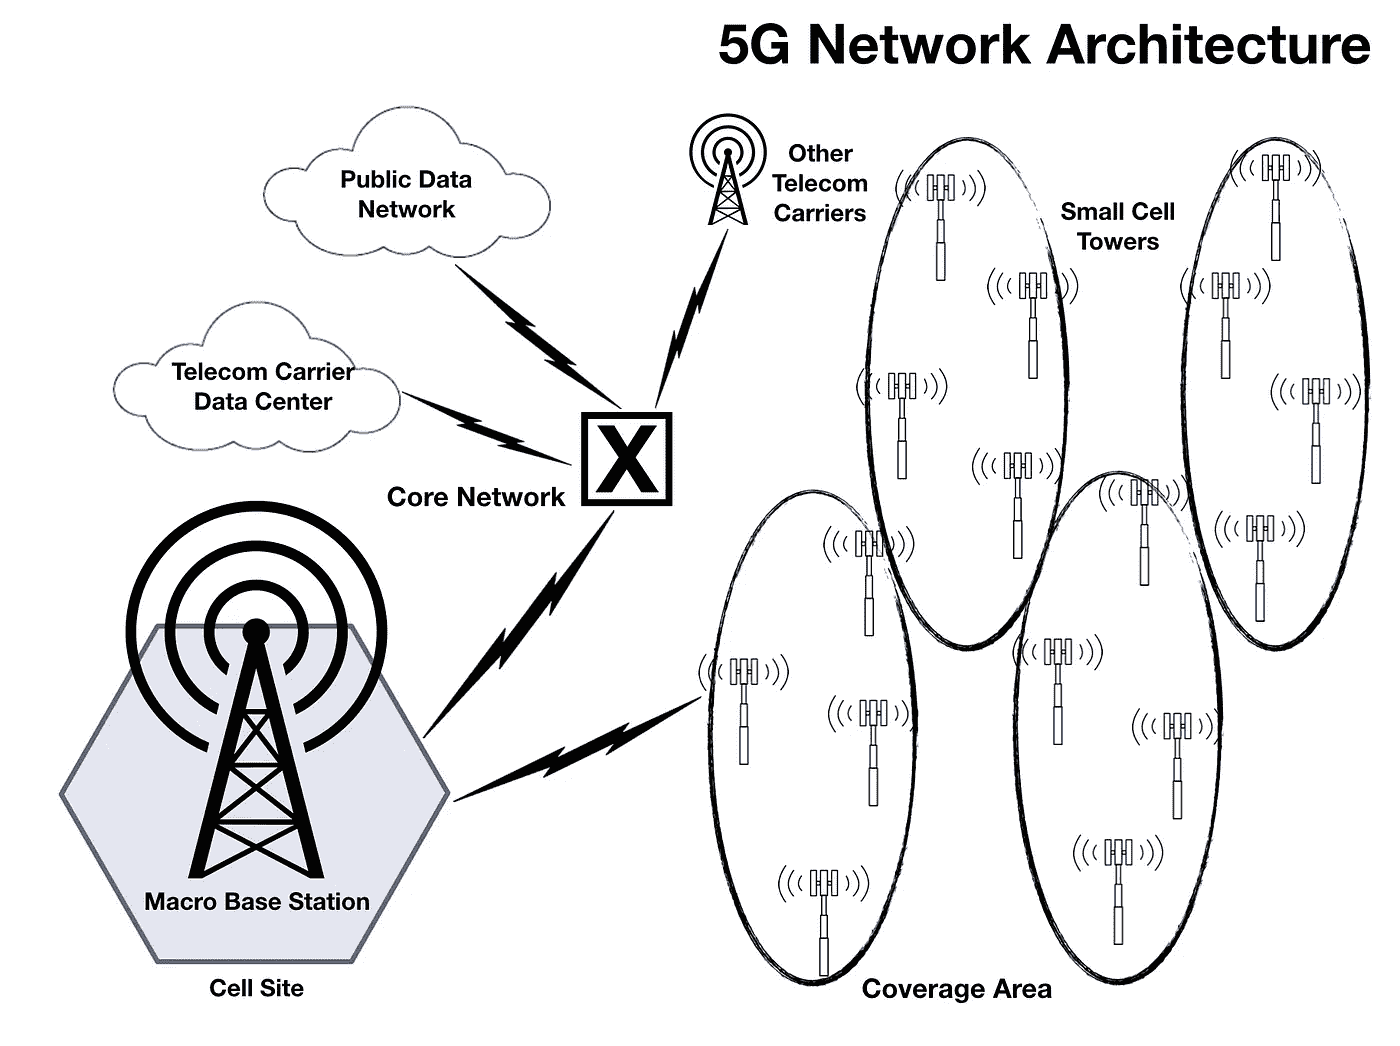 5G Network Architecture
Public Data
Network
Other
Telecom
Carriers
Small Cell
Towers
Telecom Carrier
Data Center
X
Core Network
Macro Base Station
Cell Site
Coverage Area